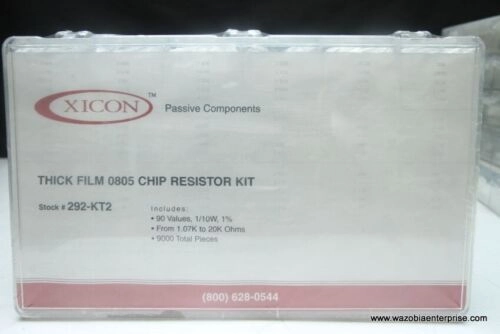 XICON™
Passive Components
THICK FILM 0805 CHIP RESISTOR KIT
Stock # 292-KT2
Includes:
• 90 Values, 1/10W, 1%
• From 1.07K to 20K Ohms
• 9000 Total Pieces
(800) 628-0544
www.wazobiaenterprise.com